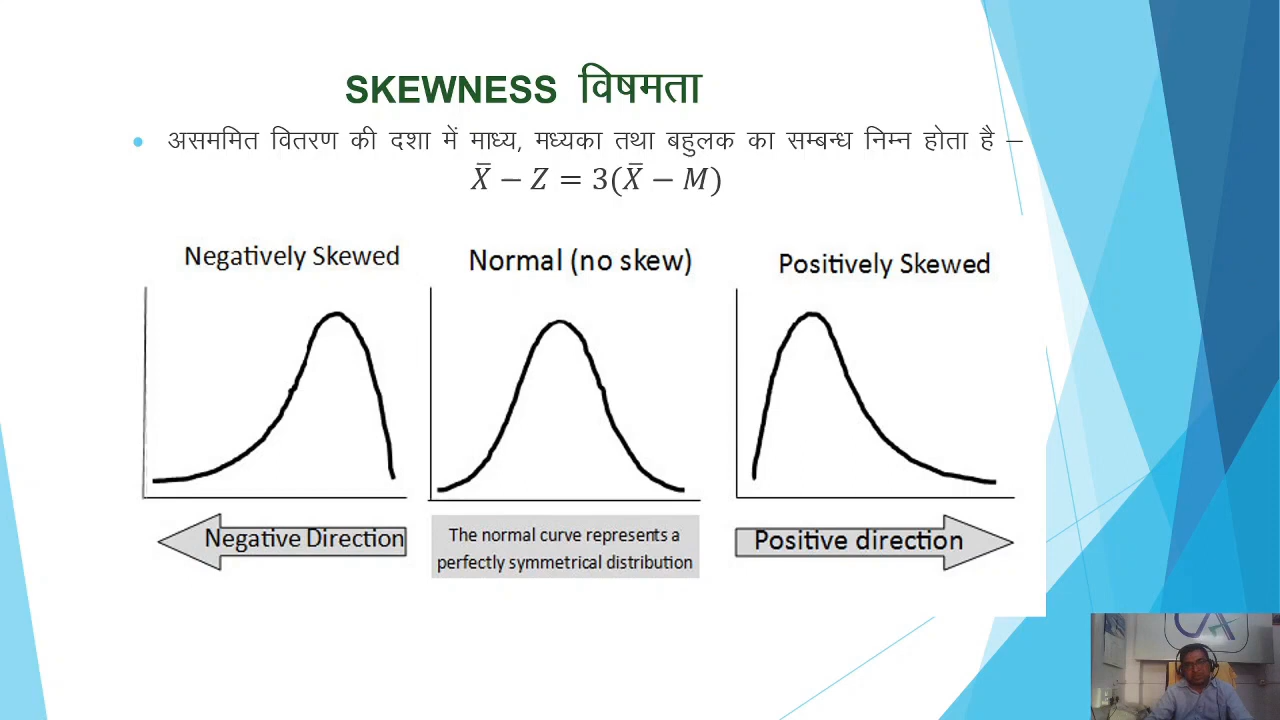 SKEWNESS विषमता
• असममित वितरण की दशा में माध्य, मध्यका तथा बहुलक का सम्बन्ध निम्न होता है –
X̄ − Z = 3(X̄ − M)
Negatively Skewed
Normal (no skew)
Positively Skewed
Negative Direction
The normal curve represents a
perfectly symmetrical distribution
Positive direction
CA